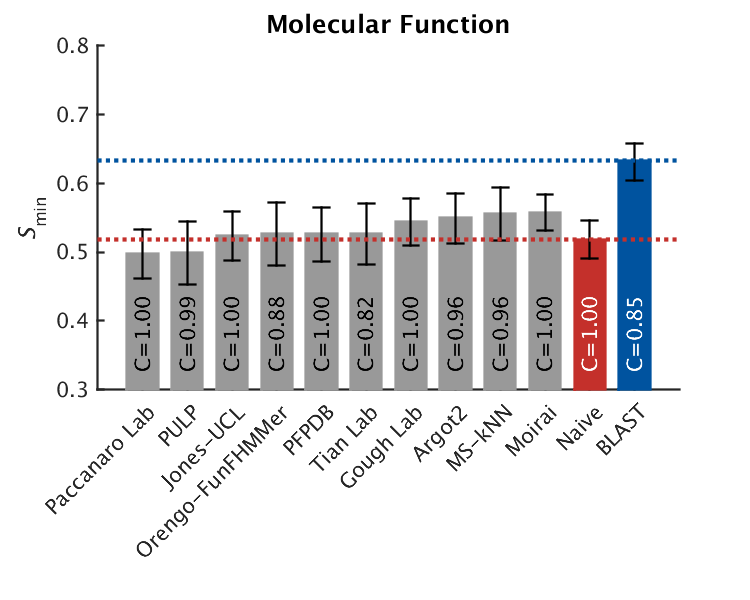 Molecular Function
0.8
0.7
0.6
0.5
0.4
0.3
Smin
C=1.00
C=0.99
C=1.00
C=0.88
C=1.00
C=0.82
C=1.00
C=0.96
C=0.96
C=1.00
C=1.00
C=0.85
Paccanaro Lab
PULP
Jones-UCL
Orengo-FunFHMMer
PFPDB
Tian Lab
Gough Lab
Argot2
MS-kNN
Moirai
Naive
BLAST